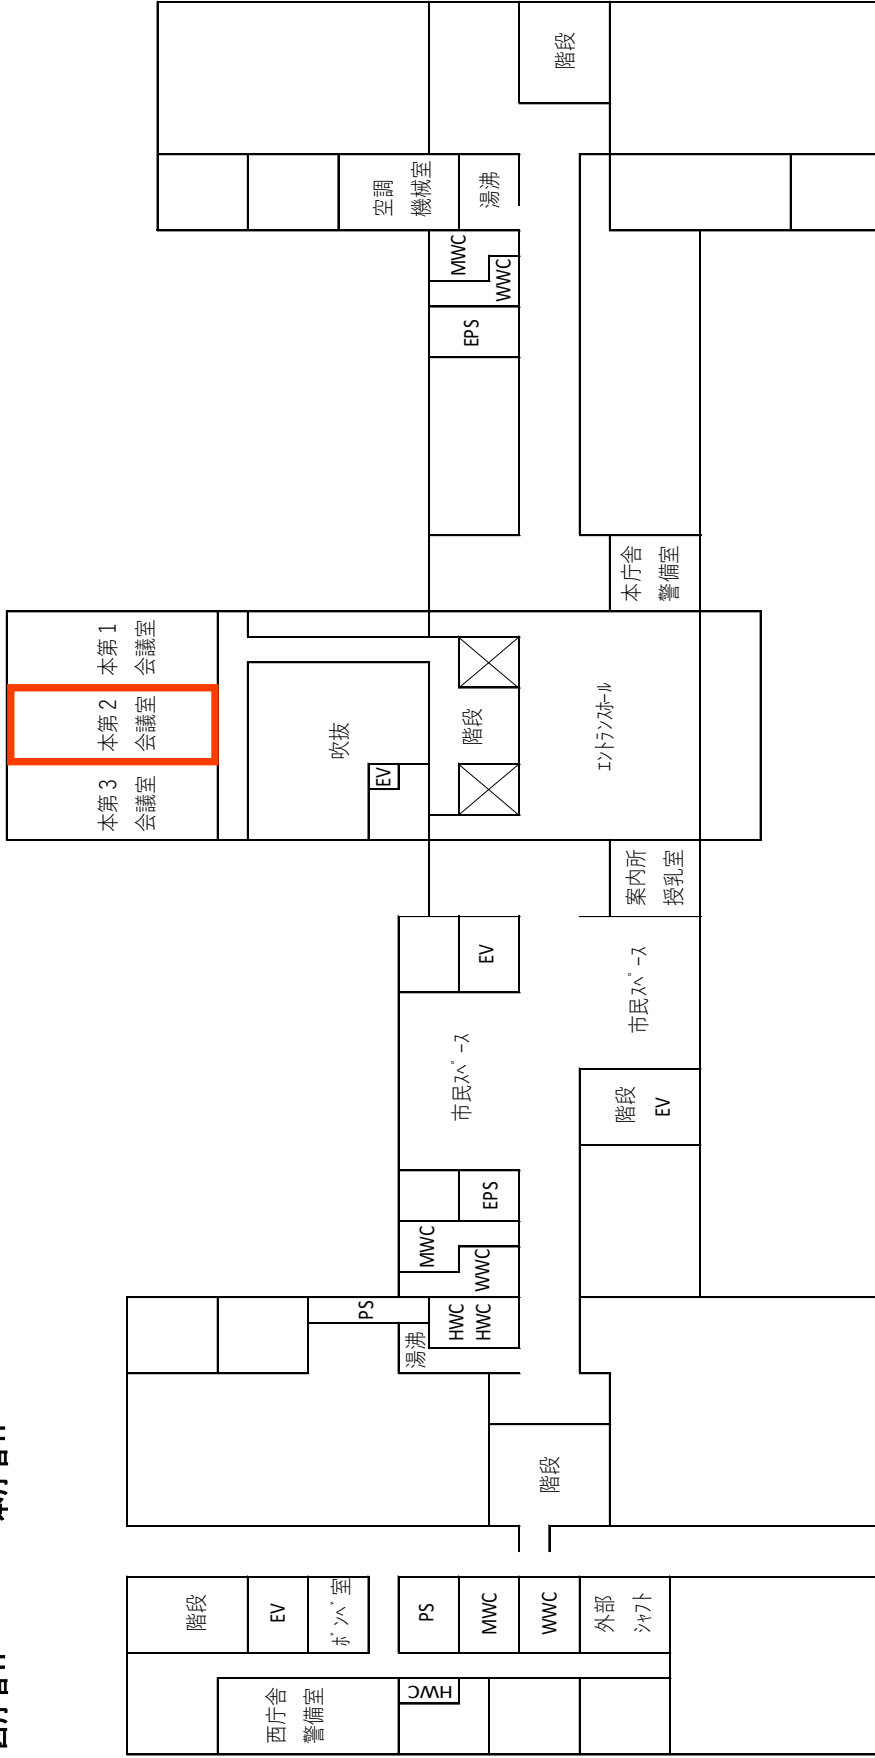 階段
EV
ﾎﾞﾝﾍﾞ室
西庁舎
警備室
PS
HWC
MWC
WWC
外部
ｼｬﾌﾄ
階段
PS
湯沸
HWC
HWC
MWC
WWC
EPS
市民ｽﾍﾟｰｽ
階段
EV
EV
市民ｽﾍﾟｰｽ
案内所
授乳室
本第3
会議室
本第2
会議室
本第1
会議室
吹抜
EV
階段
ｴﾝﾄﾗﾝｽﾎｰﾙ
本庁舎
警備室
EPS
MWC
WWC
空調
機械室
湯沸
階段